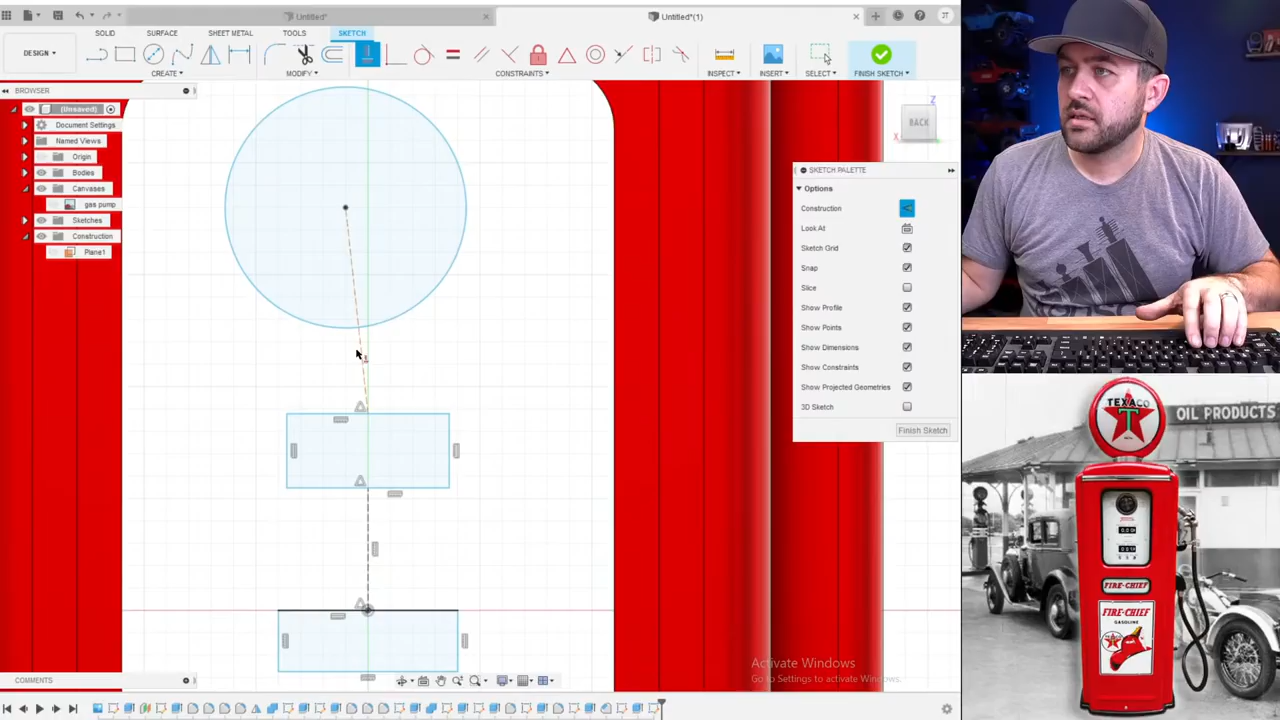 Untitled*
Untitled*(1)
JT
DESIGN
SOLID
SURFACE
SHEET METAL
TOOLS
SKETCH
CREATE
MODIFY
CONSTRAINTS
INSPECT
INSERT
SELECT
FINISH SKETCH
BROWSER
(Unsaved)
Document Settings
Named Views
Origin
Bodies
Canvases
gas pump
Sketches
Construction
Plane1
BACK
Z
X
SKETCH PALETTE
Options
Construction
Look At
Sketch Grid
Snap
Slice
Show Profile
Show Points
Show Dimensions
Show Constraints
Show Projected Geometries
3D Sketch
Finish Sketch
Activate Windows
Go to Settings to activate Windows.
COMMENTS
TEXACO
T
OIL PRODUCTS
FIRE-CHIEF
FIRE-CHIEF
GASOLINE